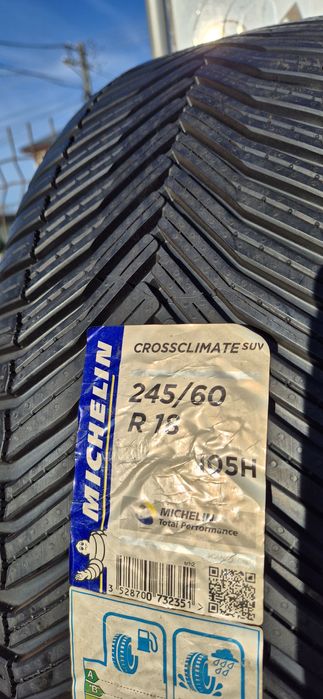 MICHELIN
CROSSCLIMATE SUV
245/60
R 18
105H
MICHELIN
Total Performance
3 528700 732351 >
A
B